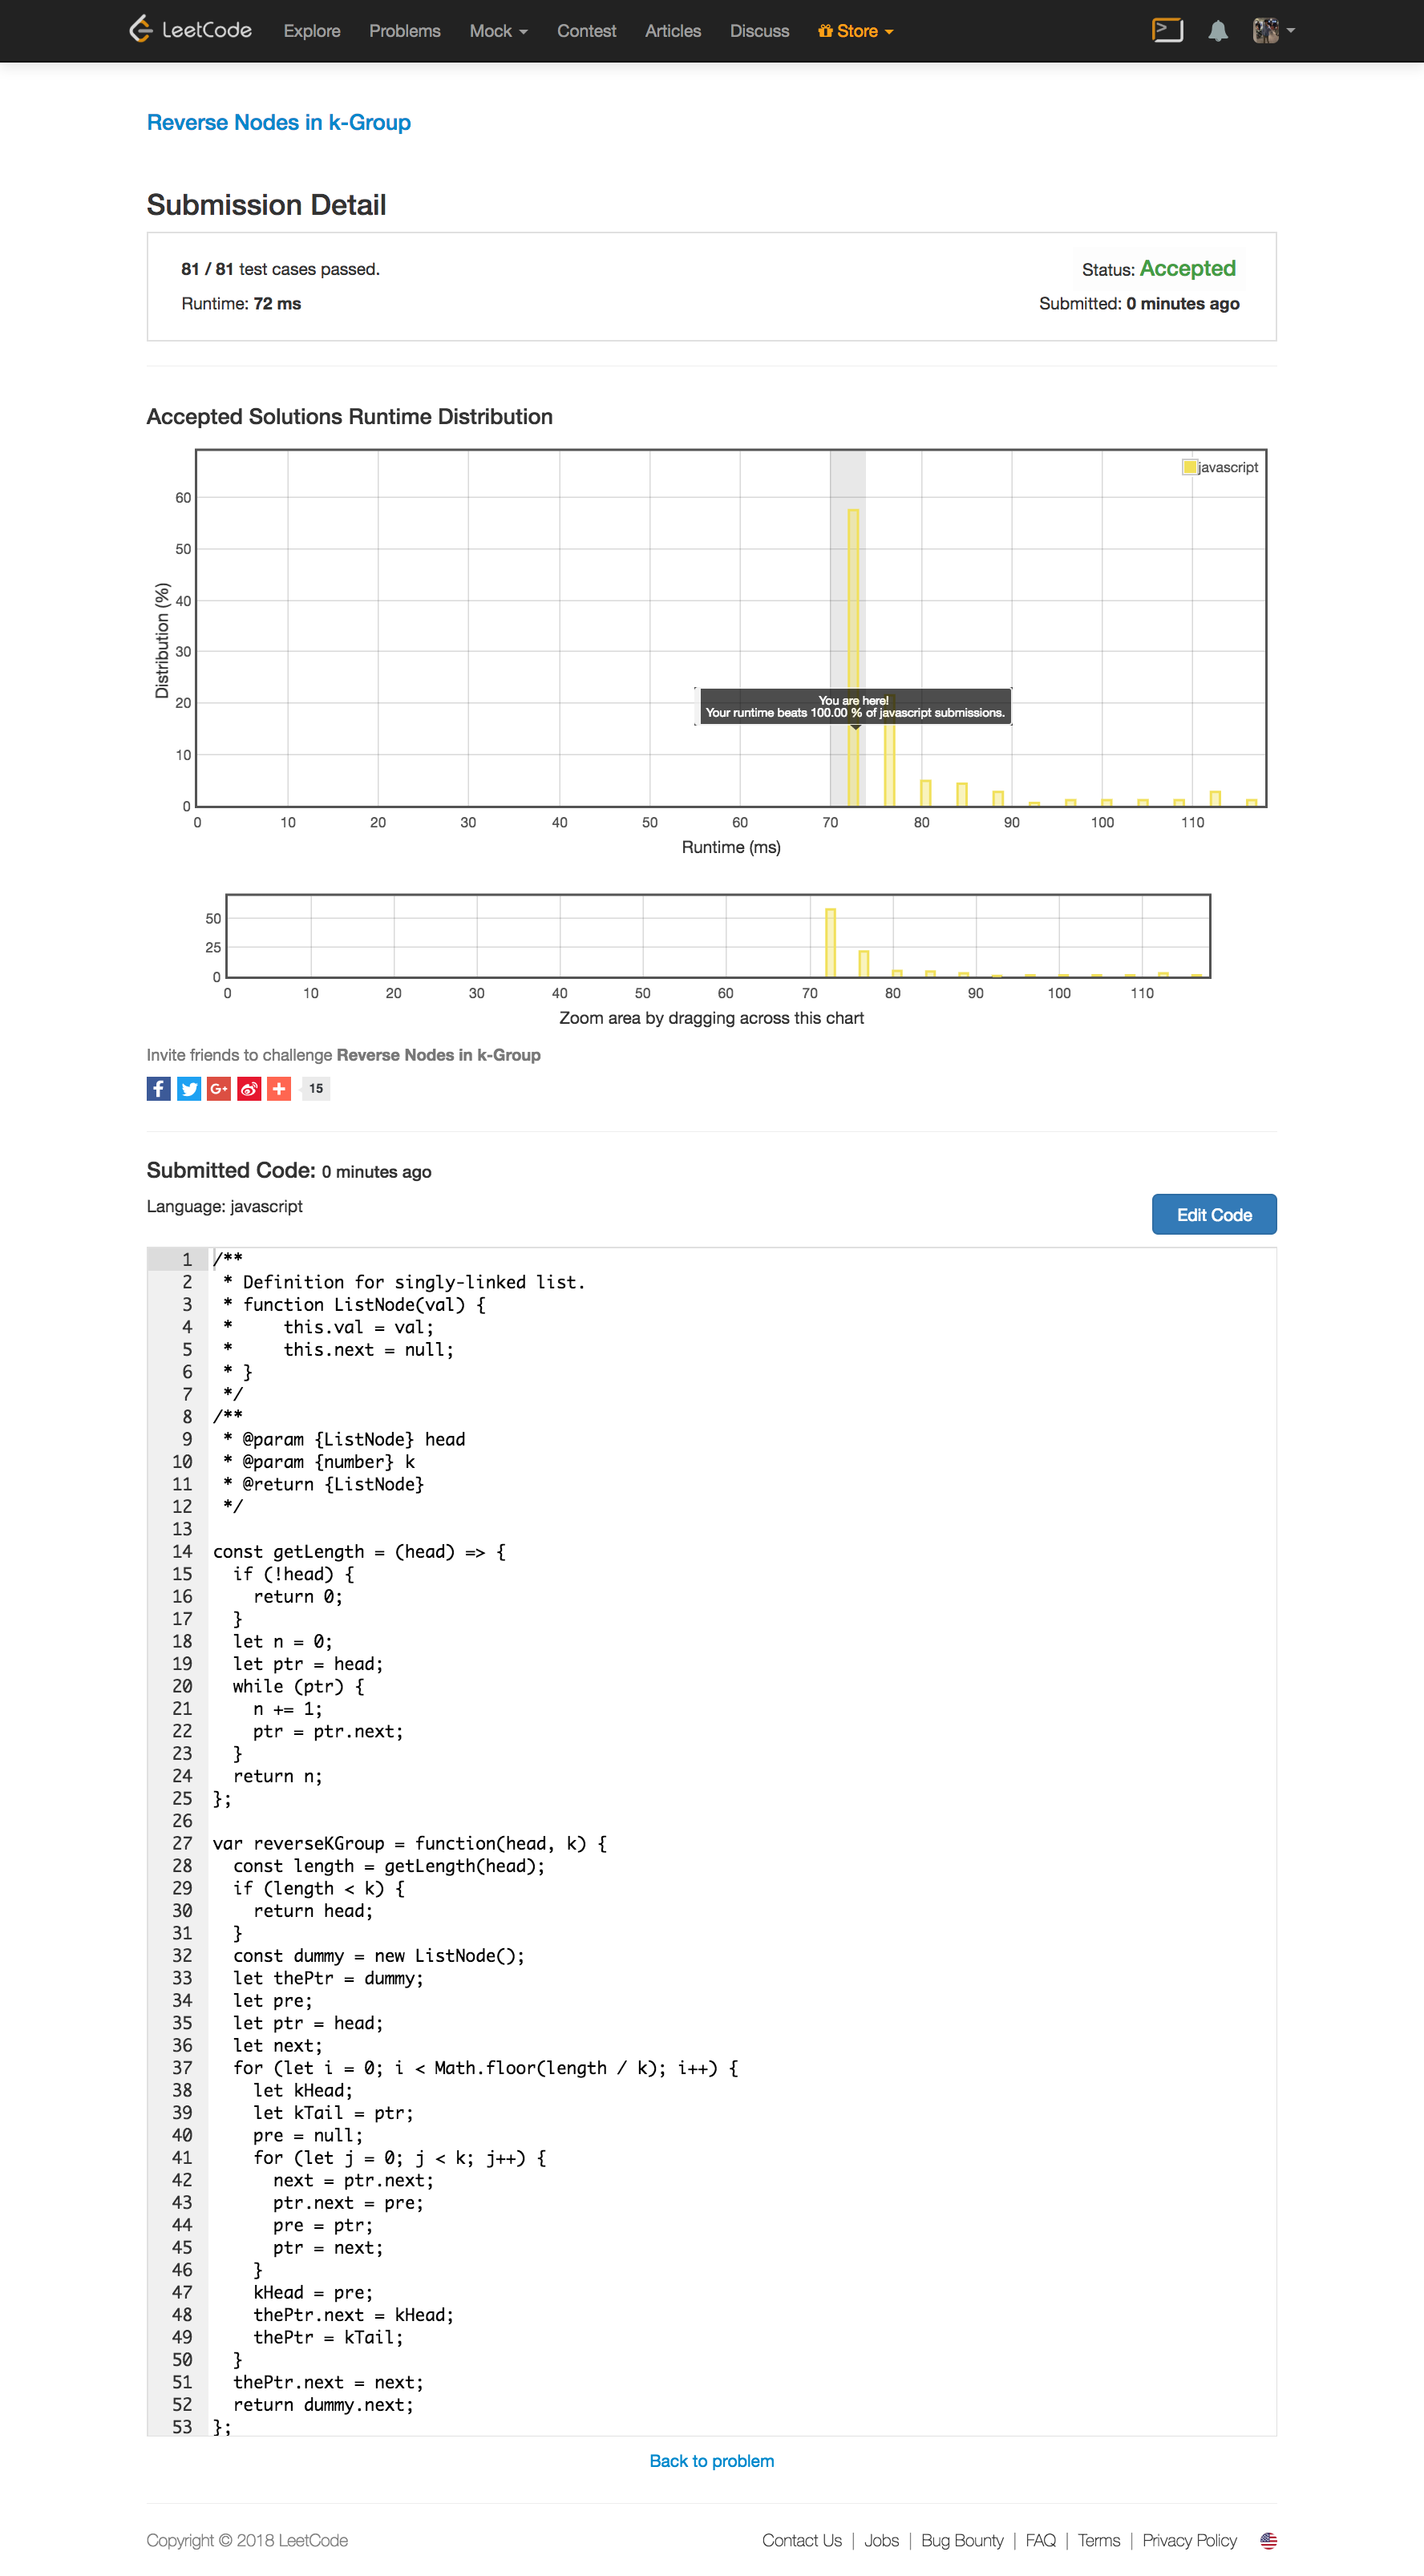 LeetCode Explore Problems Mock Contest Articles Discuss Store
Reverse Nodes in k-Group
Submission Detail
81 / 81 test cases passed.
Status: Accepted
Runtime: 72 ms
Submitted: 0 minutes ago
Accepted Solutions Runtime Distribution
javascript
Distribution (%)
60
50
40
30
20
10
0
You are here!
Your runtime beats 100.00 % of javascript submissions.
0 10 20 30 40 50 60 70 80 90 100 110
Runtime (ms)
50
25
0
0 10 20 30 40 50 60 70 80 90 100 110
Zoom area by dragging across this chart
Invite friends to challenge Reverse Nodes in k-Group
15
Submitted Code: 0 minutes ago
Language: javascript
Edit Code
1 /**
2  * Definition for singly-linked list.
3  * function ListNode(val) {
4  *     this.val = val;
5  *     this.next = null;
6  * }
7  */
8 /**
9  * @param {ListNode} head
10  * @param {number} k
11  * @return {ListNode}
12  */
13
14 const getLength = (head) => {
15   if (!head) {
16     return 0;
17   }
18   let n = 0;
19   let ptr = head;
20   while (ptr) {
21     n += 1;
22     ptr = ptr.next;
23   }
24   return n;
25 };
26
27 var reverseKGroup = function(head, k) {
28   const length = getLength(head);
29   if (length < k) {
30     return head;
31   }
32   const dummy = new ListNode();
33   let thePtr = dummy;
34   let pre;
35   let ptr = head;
36   let next;
37   for (let i = 0; i < Math.floor(length / k); i++) {
38     let kHead;
39     let kTail = ptr;
40     pre = null;
41     for (let j = 0; j < k; j++) {
42       next = ptr.next;
43       ptr.next = pre;
44       pre = ptr;
45       ptr = next;
46     }
47     kHead = pre;
48     thePtr.next = kHead;
49     thePtr = kTail;
50   }
51   thePtr.next = next;
52   return dummy.next;
53 };
Back to problem
Copyright © 2018 LeetCode
Contact Us | Jobs | Bug Bounty | FAQ | Terms | Privacy Policy